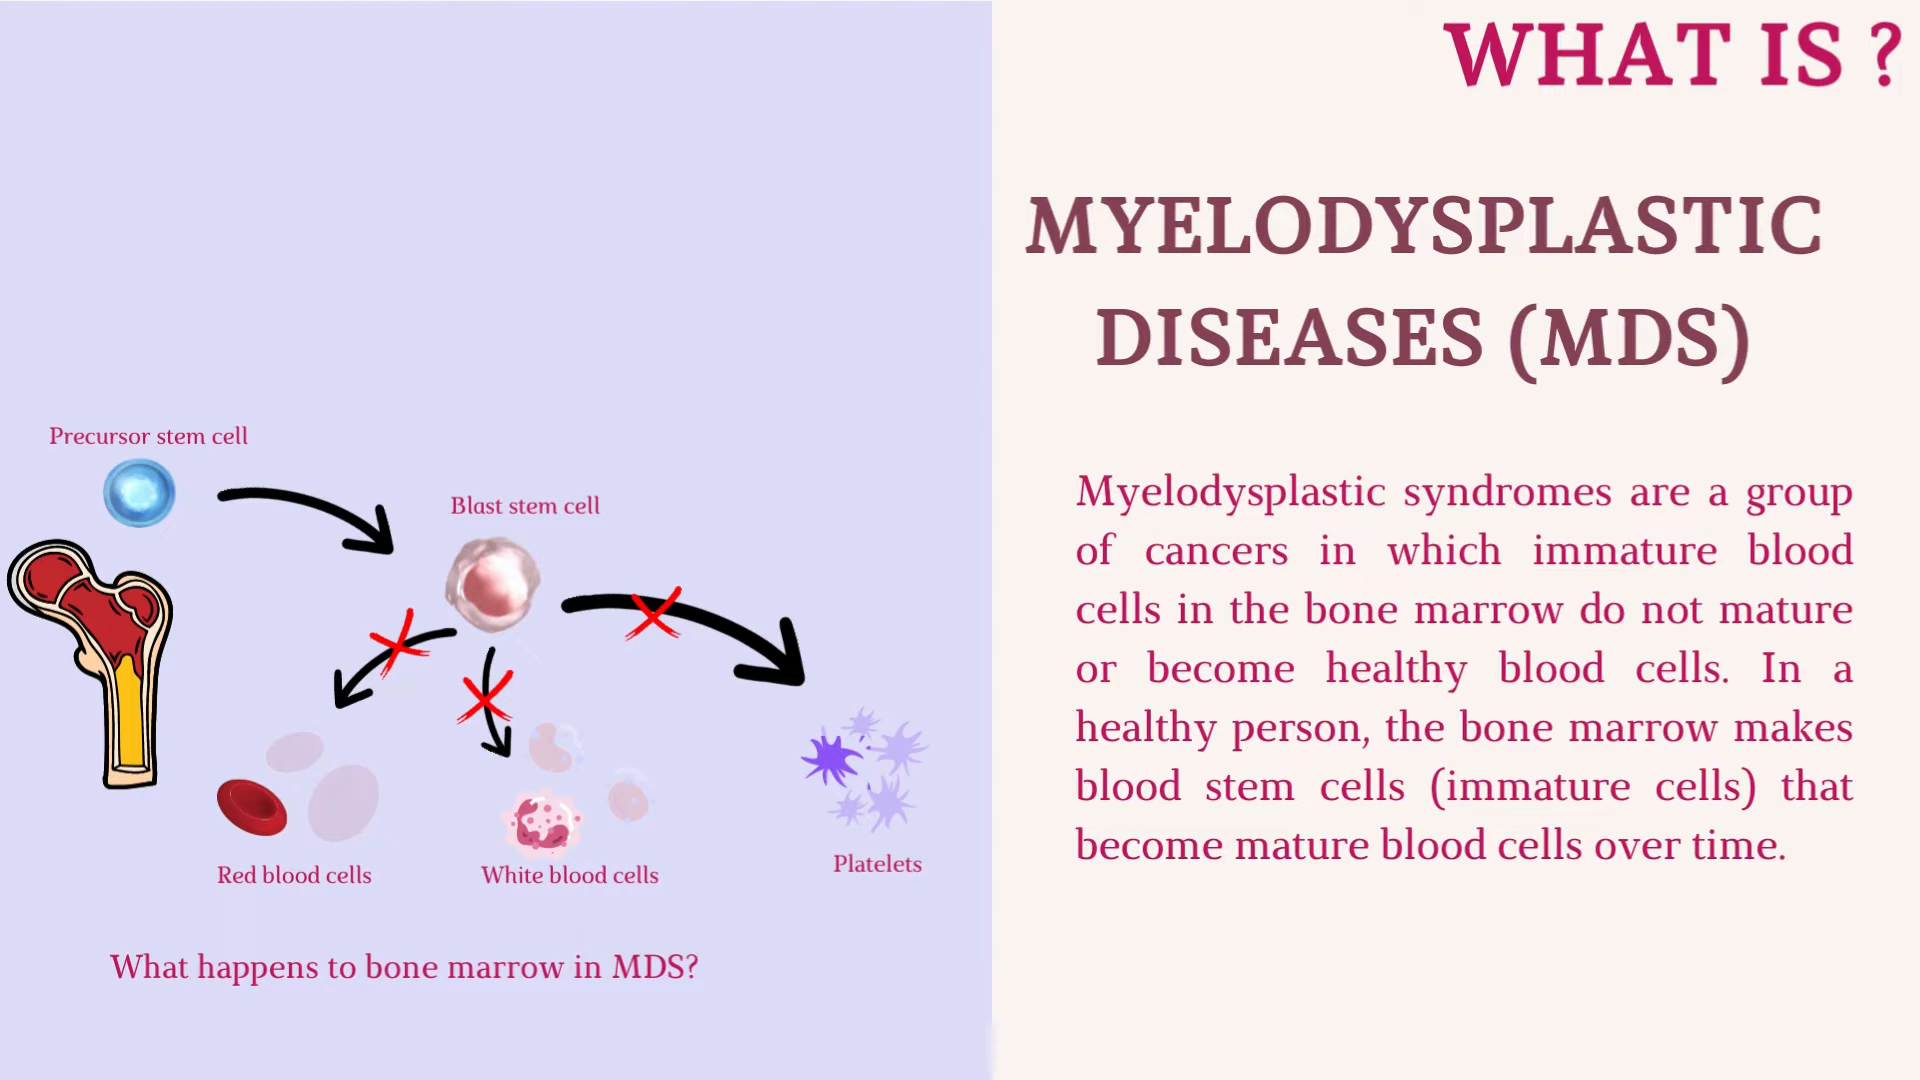 WHAT IS ?
MYELODYSPLASTIC
DISEASES (MDS)
Myelodysplastic syndromes are a group
of cancers in which immature blood
cells in the bone marrow do not mature
or become healthy blood cells. In a
healthy person, the bone marrow makes
blood stem cells (immature cells) that
become mature blood cells over time.
Precursor stem cell
Blast stem cell
Red blood cells
White blood cells
Platelets
What happens to bone marrow in MDS?